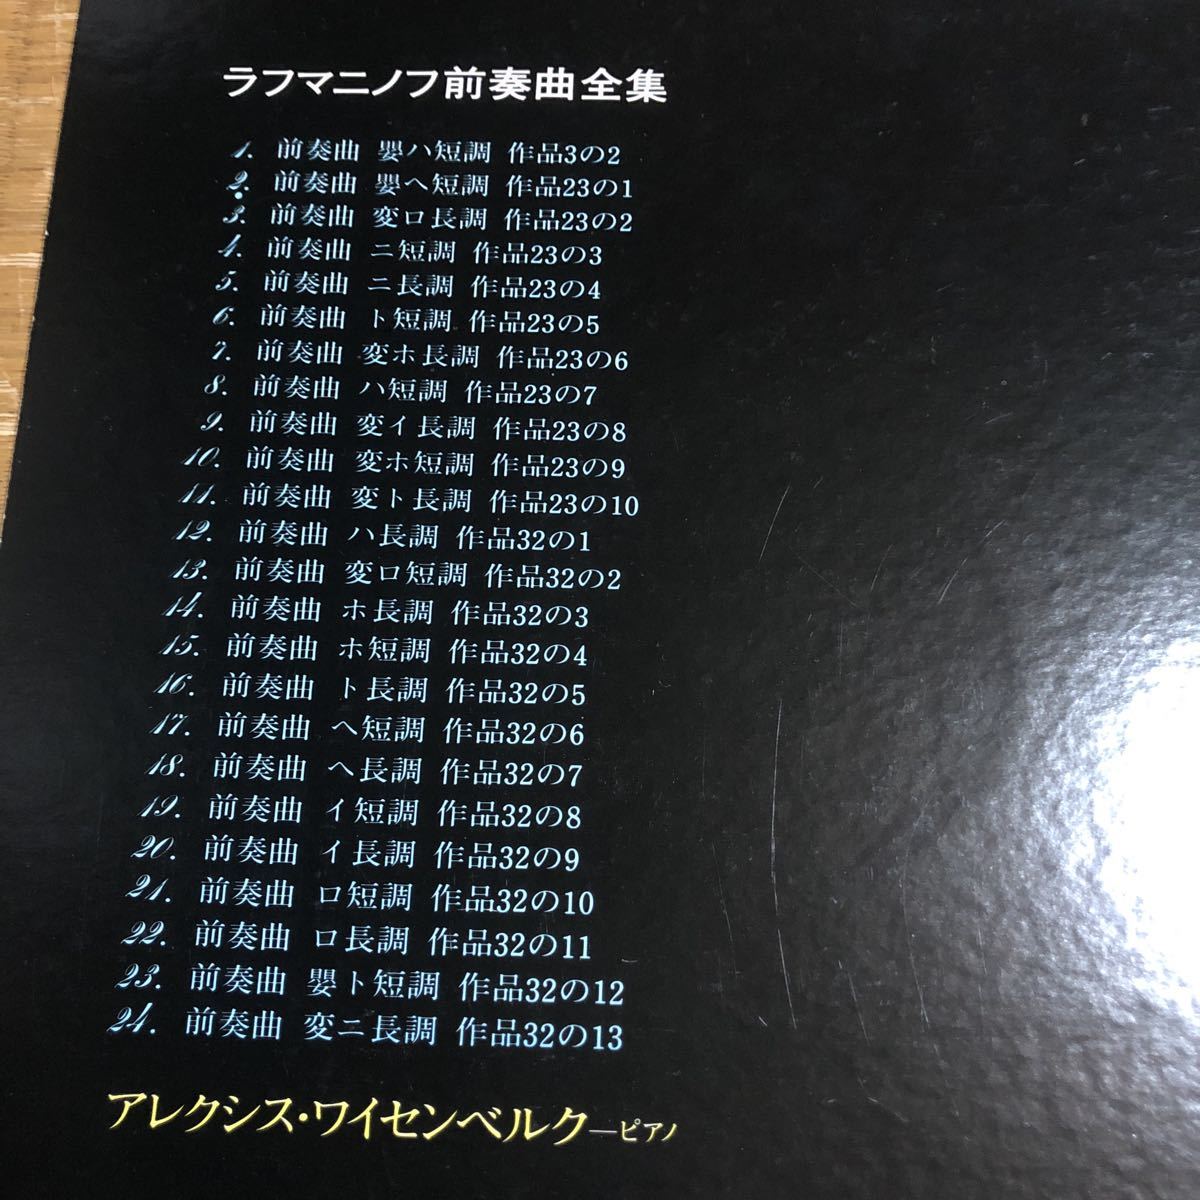 ラフマニノフ前奏曲全集
1. 前奏曲 嬰ハ短調 作品3の2
2. 前奏曲 嬰ヘ短調 作品23の1
3. 前奏曲 変ロ長調 作品23の2
4. 前奏曲 ニ短調 作品23の3
5. 前奏曲 ニ長調 作品23の4
6. 前奏曲 ト短調 作品23の5
7. 前奏曲 変ホ長調 作品23の6
8. 前奏曲 ハ短調 作品23の7
9. 前奏曲 変イ長調 作品23の8
10. 前奏曲 変ホ短調 作品23の9
11. 前奏曲 変ト長調 作品23の10
12. 前奏曲 ハ長調 作品32の1
13. 前奏曲 変ロ短調 作品32の2
14. 前奏曲 ホ長調 作品32の3
15. 前奏曲 ホ短調 作品32の4
16. 前奏曲 ト長調 作品32の5
17. 前奏曲 ヘ短調 作品32の6
18. 前奏曲 ヘ長調 作品32の7
19. 前奏曲 イ短調 作品32の8
20. 前奏曲 イ長調 作品32の9
21. 前奏曲 ロ短調 作品32の10
22. 前奏曲 ロ長調 作品32の11
23. 前奏曲 嬰ト短調 作品32の12
24. 前奏曲 変ニ長調 作品32の13
アレクシス・ワイセンベルク—ピアノ